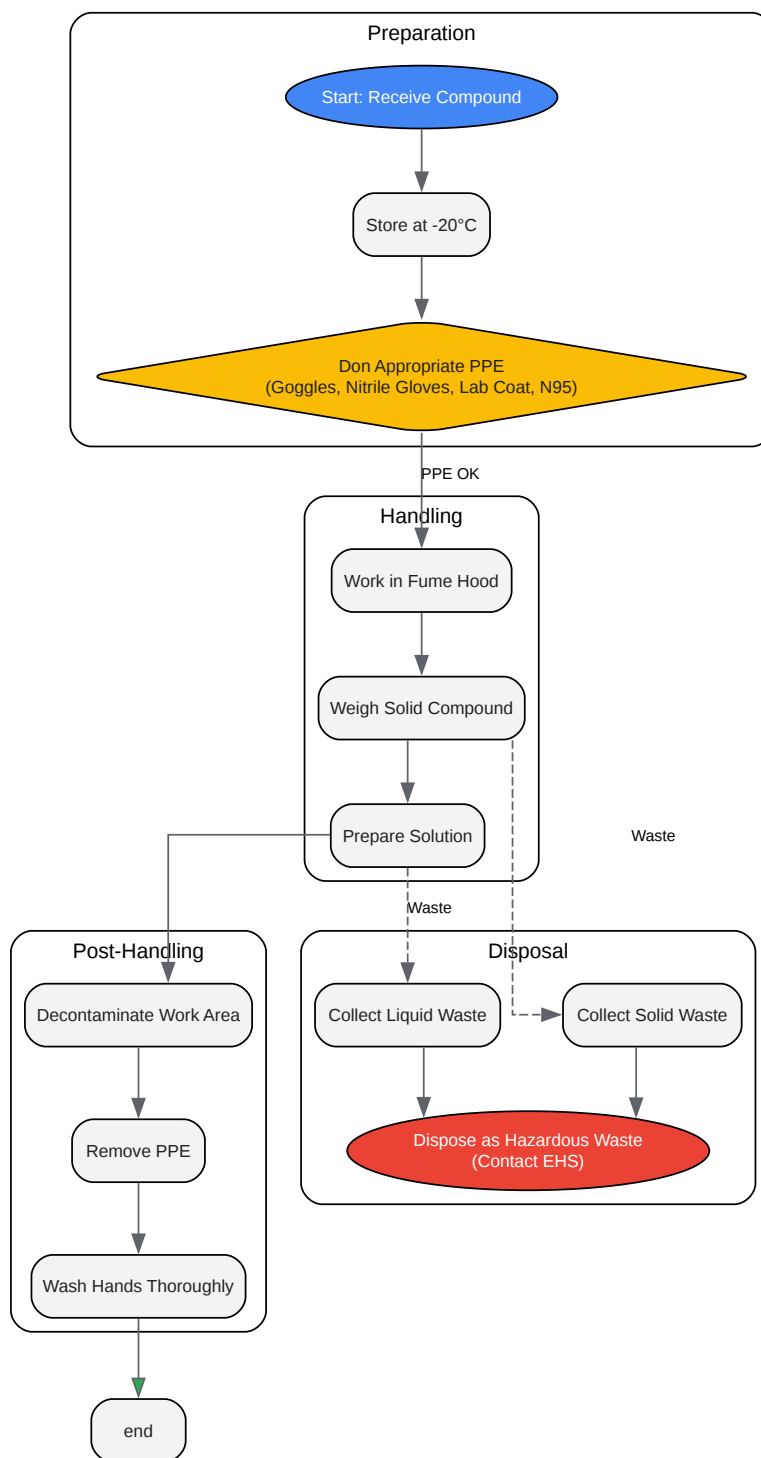 Preparation
Start: Receive Compound
Store at -20°C
Don Appropriate PPE
(Goggles, Nitrile Gloves, Lab Coat, N95)
PPE OK
Handling
Work in Fume Hood
Weigh Solid Compound
Prepare Solution
Waste
Waste
Post-Handling
Decontaminate Work Area
Remove PPE
Wash Hands Thoroughly
end
Disposal
Collect Liquid Waste
Collect Solid Waste
Dispose as Hazardous Waste
(Contact EHS)